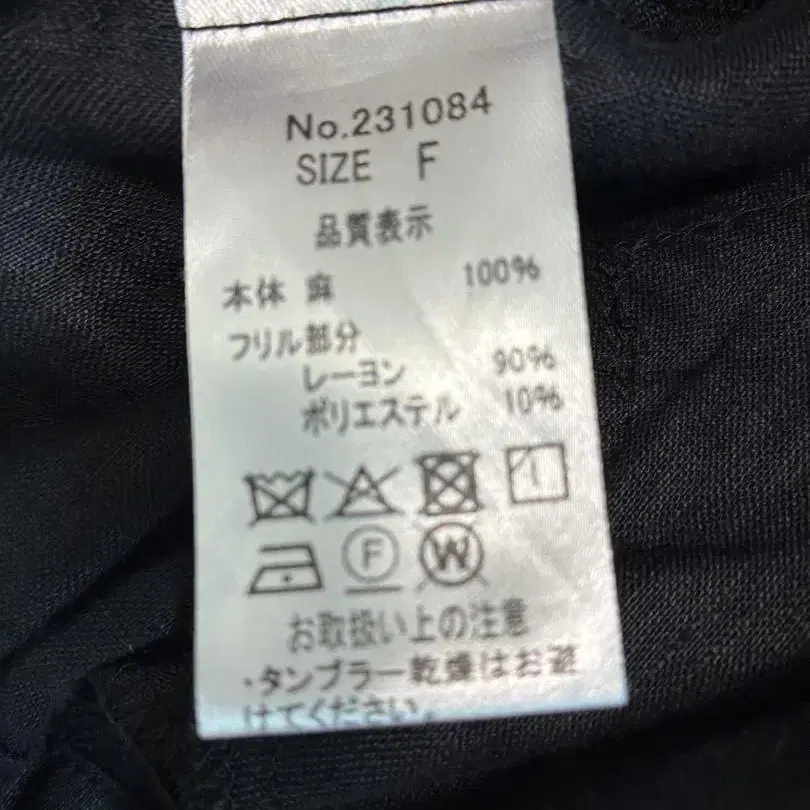 No.231084
SIZE F
品質表示
本体 麻 100%
フリル部分
レーヨン 90%
ポリエステル 10%
F W
お取扱い上の注意
・タンブラー乾燥はお避
けてください。